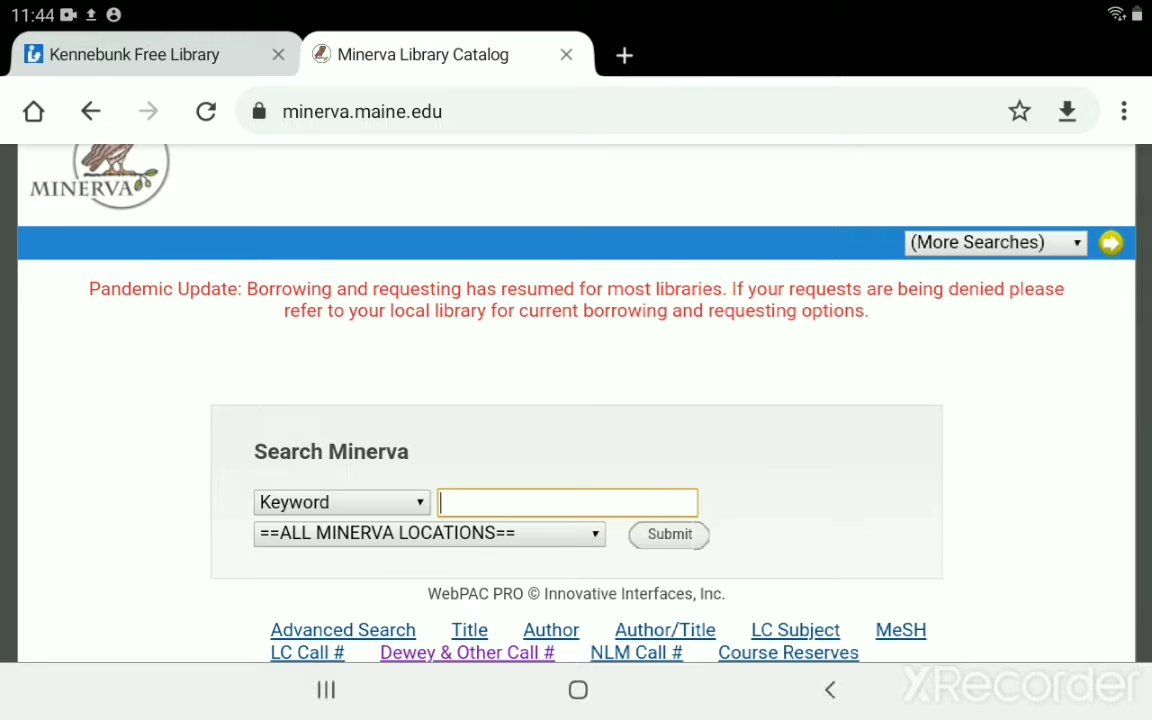 11:44
Kennebunk Free Library
Minerva Library Catalog
minerva.maine.edu
MINERVA
(More Searches)
Pandemic Update: Borrowing and requesting has resumed for most libraries. If your requests are being denied please
refer to your local library for current borrowing and requesting options.
Search Minerva
Keyword
==ALL MINERVA LOCATIONS==
Submit
WebPAC PRO © Innovative Interfaces, Inc.
Advanced Search Title Author Author/Title LC Subject MeSH
LC Call # Dewey & Other Call # NLM Call # Course Reserves
XRecorder